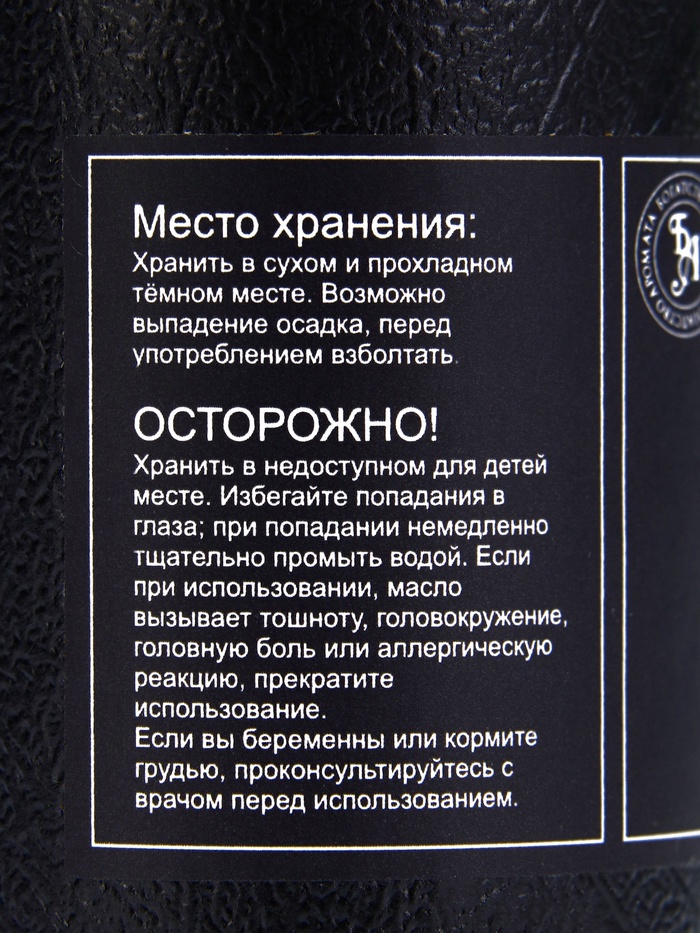 Место хранения:
Хранить в сухом и прохладном
тёмном месте. Возможно
выпадение осадка, перед
употреблением взболтать.
ОСТОРОЖНО!
Хранить в недоступном для детей
месте. Избегайте попадания в
глаза; при попадании немедленно
тщательно промыть водой. Если
при использовании, масло
вызывает тошноту, головокружение,
головную боль или аллергическую
реакцию, прекратите
использование.
Если вы беременны или кормите
грудью, проконсультируйтесь с
врачом перед использованием.
АРОМАТА